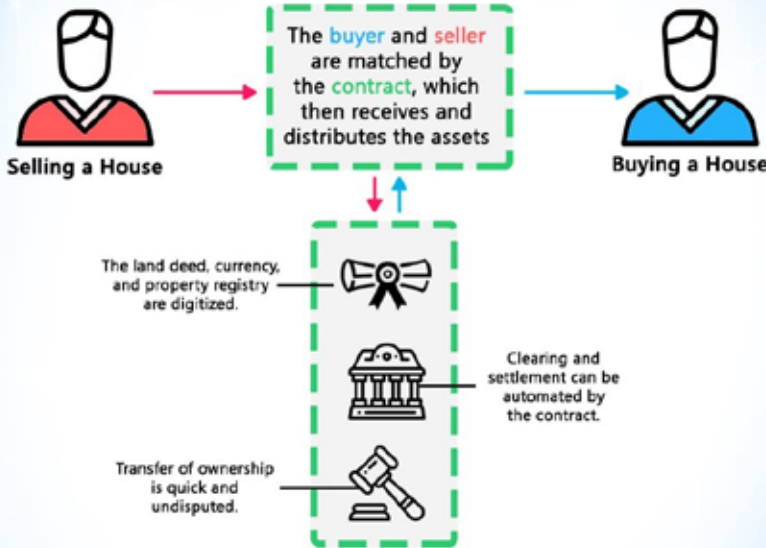 The buyer and seller
are matched by
the contract, which
then receives and
distributes the assets
Selling a House
Buying a House
The land deed, currency,
and property registry
are digitized.
Clearing and
settlement can be
automated by
the contract.
Transfer of ownership
is quick and
undisputed.